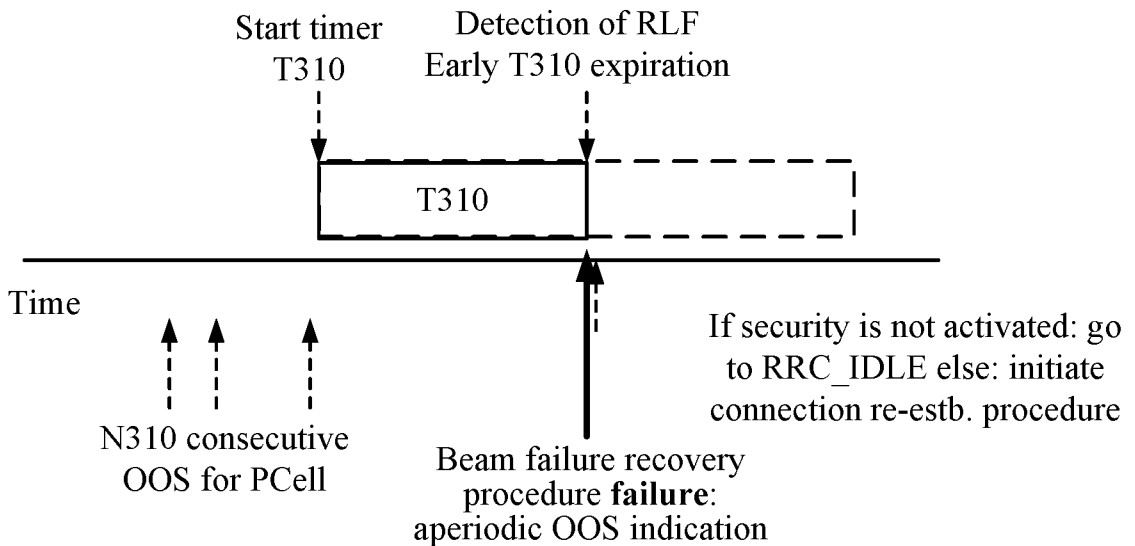 Start timer
T310
Detection of RLF
Early T310 expiration
T310
Time
If security is not activated: go
to RRC_IDLE else: initiate
connection re-estb. procedure
N310 consecutive
OOS for PCell
Beam failure recovery
procedure failure:
aperiodic OOS indication